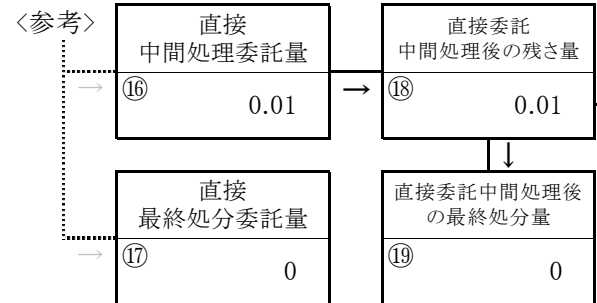 〈参考〉
直接
中間処理委託量
→
⑯
0.01
→
直接委託
中間処理後の残さ量
⑱
0.01
↓
直接
最終処分委託量
→
⑰
0
直接委託中間処理後
の最終処分量
⑲
0